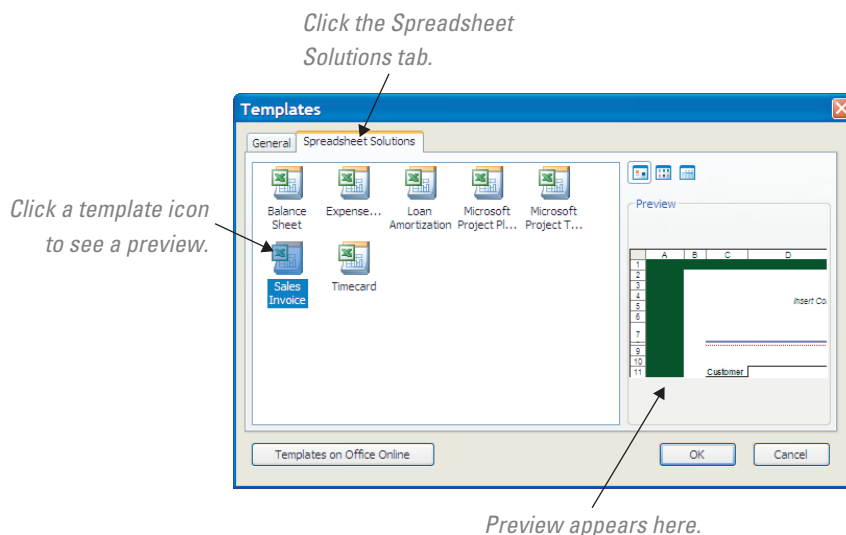 Click the Spreadsheet
Solutions tab.
Templates
General Spreadsheet Solutions
Balance Sheet
Expense...
Loan Amortization
Microsoft Project Pl...
Microsoft Project T...
Click a template icon
to see a preview.
Sales Invoice
Timecard
Preview
A B C D
1
2
3
4
Insert Co
5
6
7
9
10
11 Customer
Templates on Office Online
OK Cancel
Preview appears here.